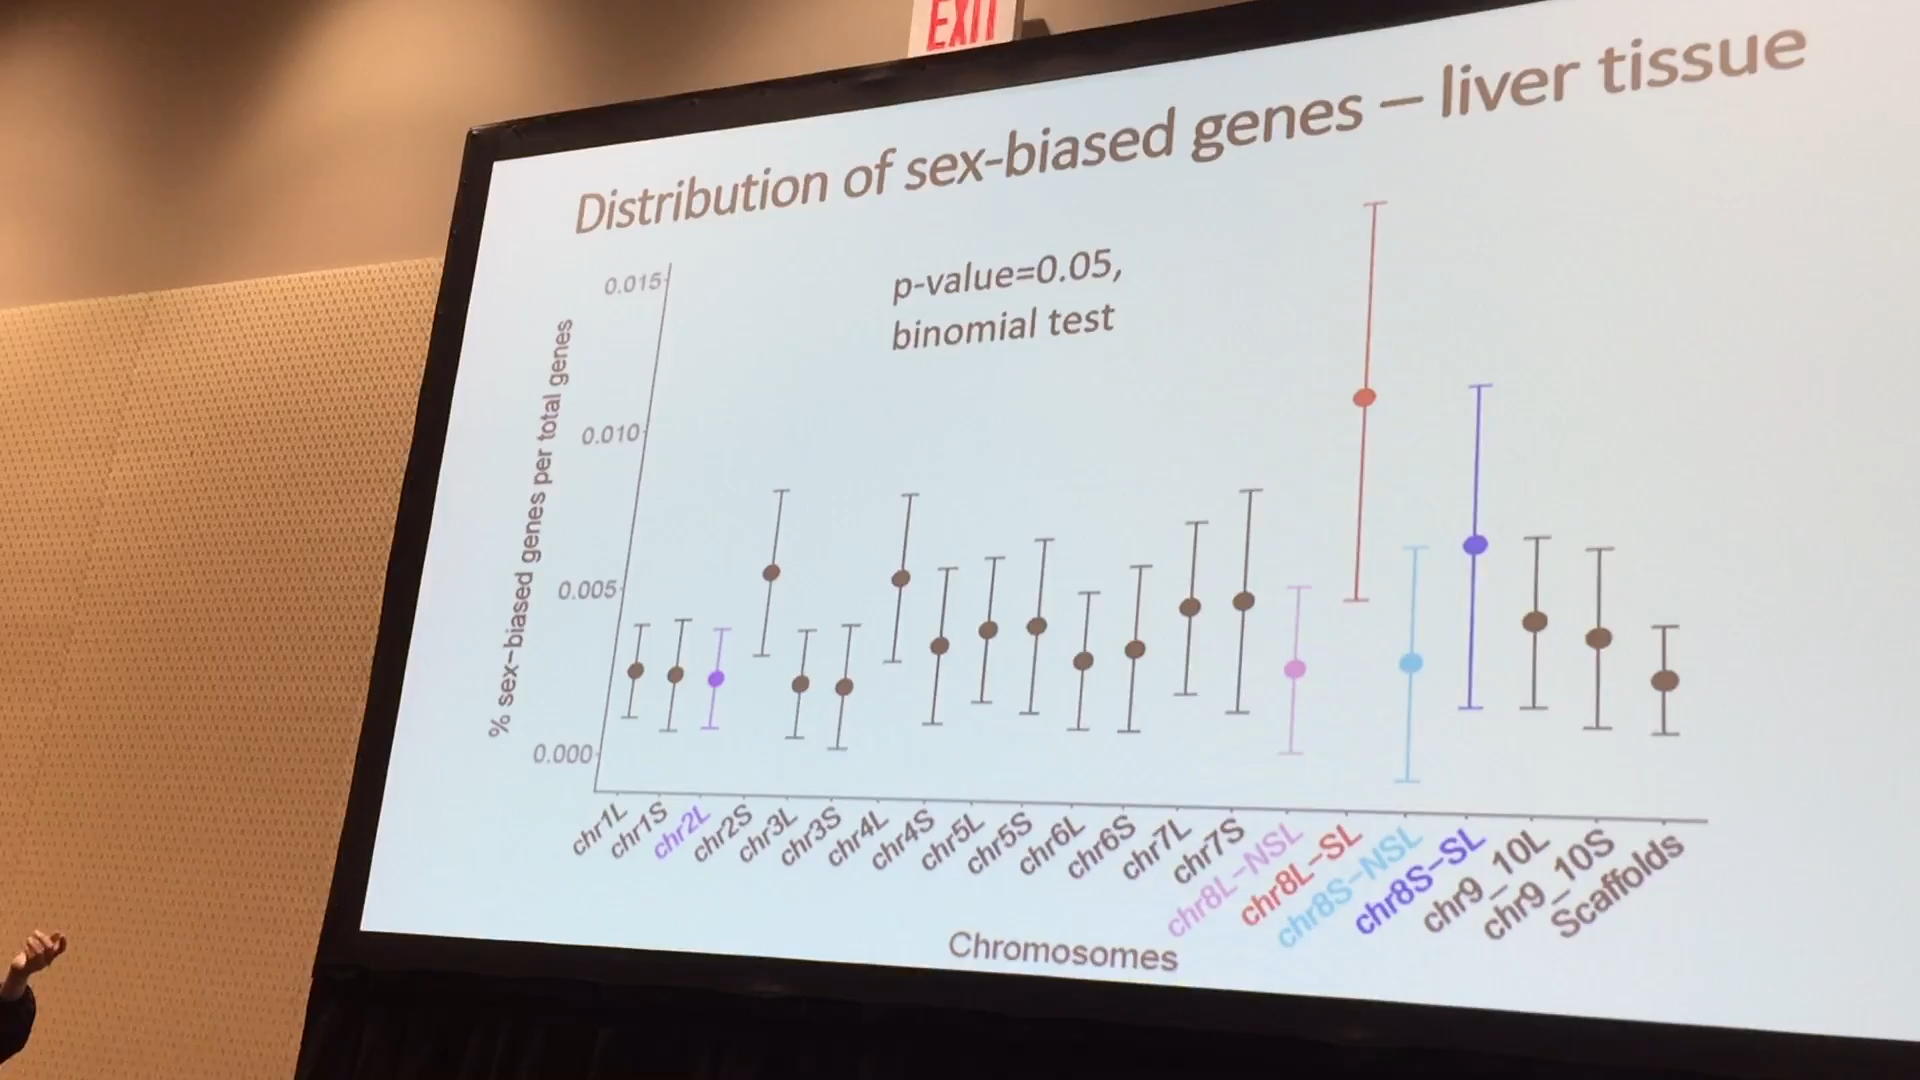 EXIT
Distribution of sex-biased genes – liver tissue
p-value=0.05,
binomial test
% sex-biased genes per total genes
0.015
0.010
0.005
0.000
chr1L
chr1S
chr2L
chr2S
chr3L
chr3S
chr4L
chr4S
chr5L
chr5S
chr6L
chr6S
chr7L
chr7S
chr8L-NSL
chr8L-SL
chr8S-NSL
chr8S-SL
chr9_10L
chr9_10S
Scaffolds
Chromosomes